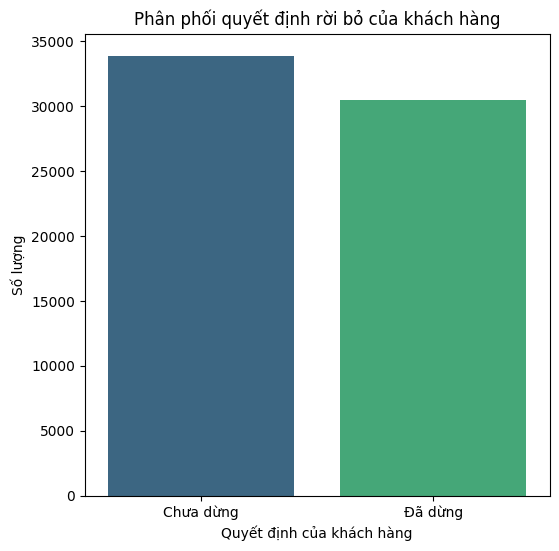 Phân phối quyết định rời bỏ của khách hàng
35000
30000
25000
20000
15000
10000
5000
0
Số lượng
Chưa dừng
Đã dừng
Quyết định của khách hàng